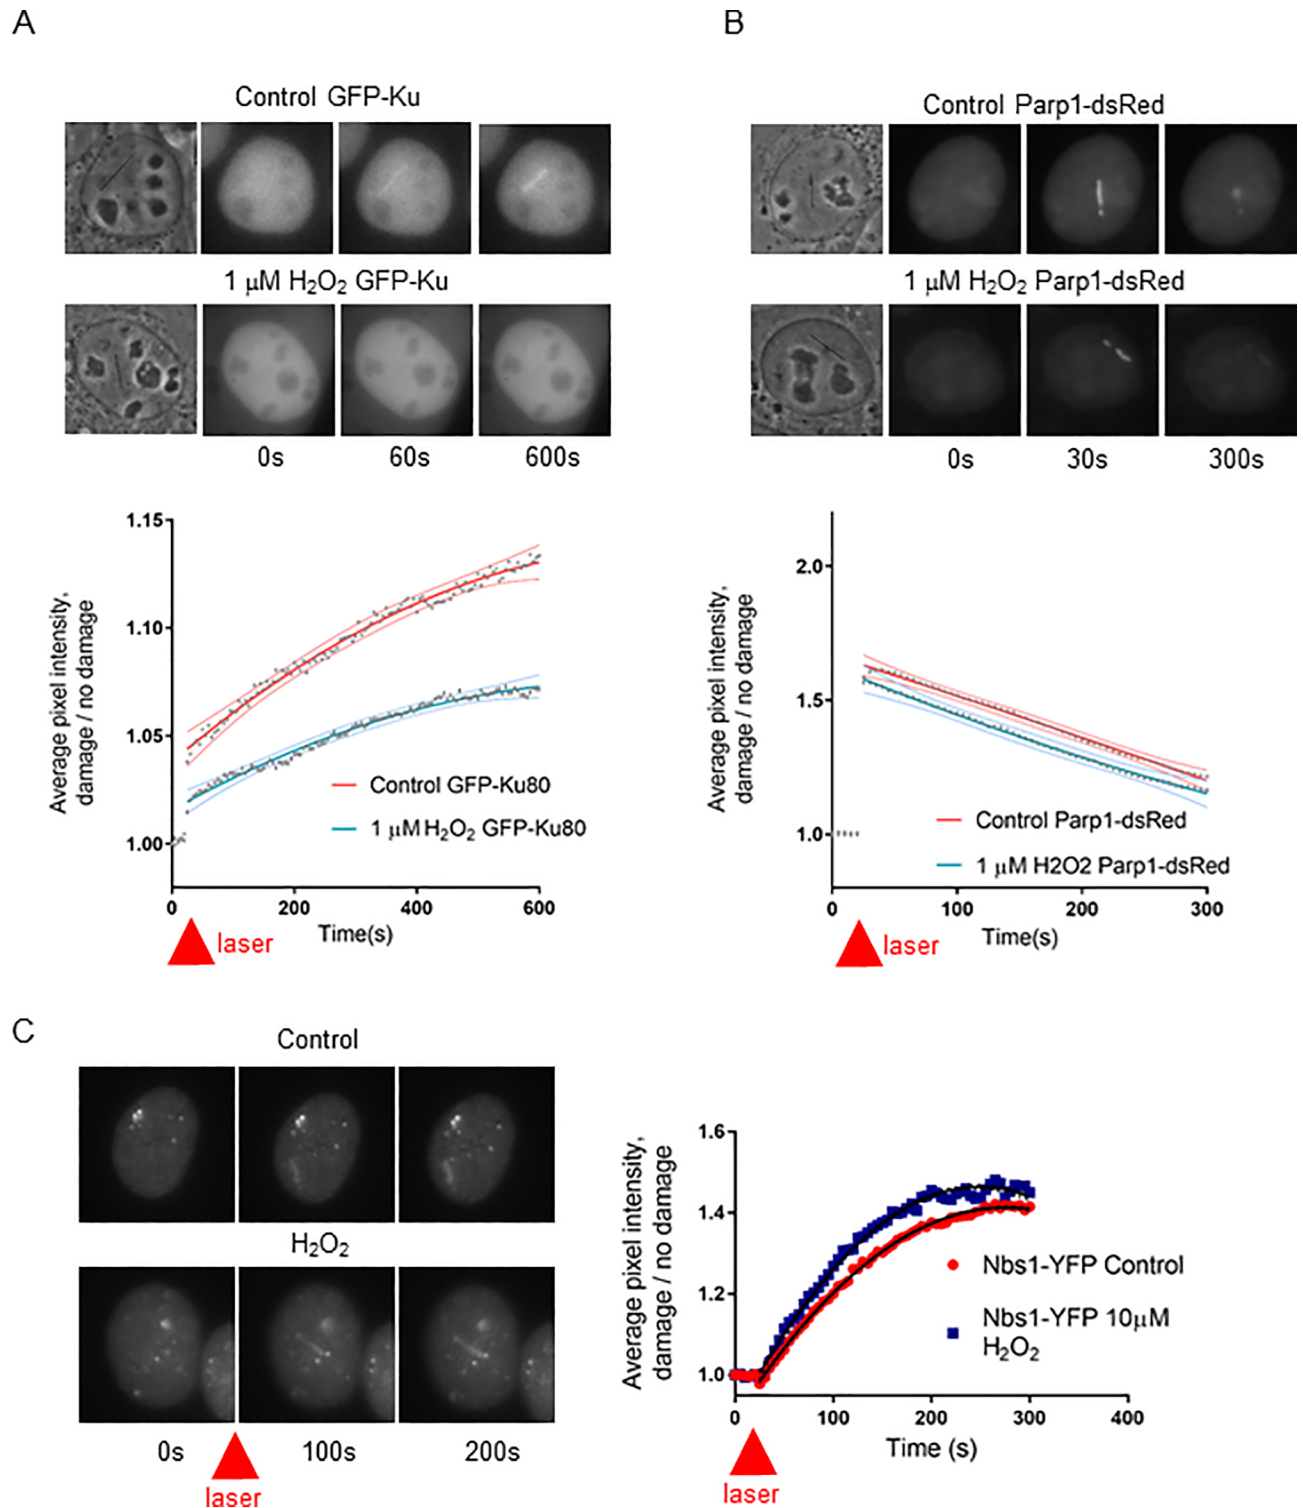 A
Control GFP-Ku
1 μM H₂O₂ GFP-Ku
0s 60s 600s
Average pixel intensity,
damage / no damage
1.15
1.10
1.05
1.00
Control GFP-Ku80
1 μM H₂O₂ GFP-Ku80
0 200 400 600
Time(s)
laser
B
Control Parp1-dsRed
1 μM H₂O₂ Parp1-dsRed
0s 30s 300s
Average pixel intensity,
damage / no damage
2.0
1.5
1.0
Control Parp1-dsRed
1 μM H2O2 Parp1-dsRed
0 100 200 300
Time(s)
laser
C
Control
H₂O₂
0s 100s 200s
laser
Average pixel intensity,
damage / no damage
1.6
1.4
1.2
1.0
Nbs1-YFP Control
Nbs1-YFP 10μM
H₂O₂
0 100 200 300 400
Time (s)
laser